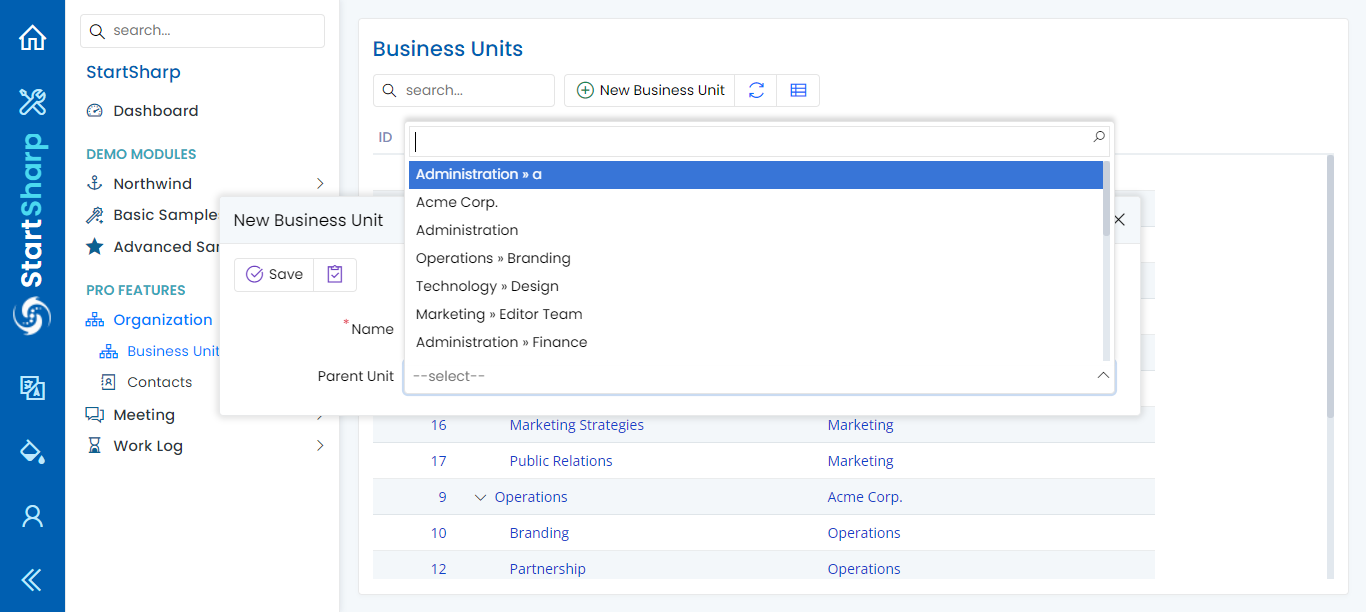 StartSharp
search...
StartSharp
Dashboard
DEMO MODULES
Northwind
Basic Sample
Advanced Sar
PRO FEATURES
Organization
Business Unit
Contacts
Meeting
Work Log
Business Units
search...
New Business Unit
ID
New Business Unit
Save
*Name
Parent Unit
Administration » a
Acme Corp.
Administration
Operations » Branding
Technology » Design
Marketing » Editor Team
Administration » Finance
--select--
16 Marketing Strategies Marketing
17 Public Relations Marketing
9 Operations Acme Corp.
10 Branding Operations
12 Partnership Operations